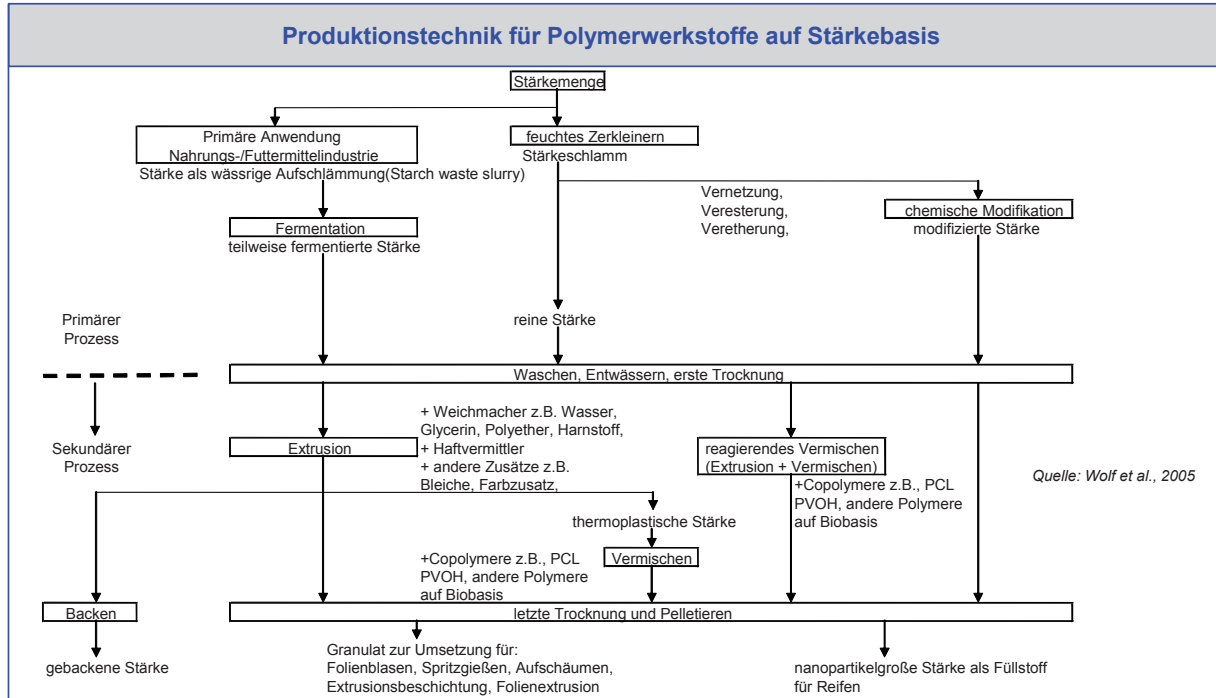 Produktionstechnik für Polymerwerkstoffe auf Stärkebasis
Stärkemenge
Primäre Anwendung
Nahrungs-/Futtermittelindustrie
Stärke als wässrige Aufschlämmung(Starch waste slurry)
feuchtes Zerkleinern
Stärkeschlamm
Vernetzung,
Veresterung,
Veretherung,
chemische Modifikation
modifizierte Stärke
Fermentation
teilweise fermentierte Stärke
Primärer
Prozess
reine Stärke
Waschen, Entwässern, erste Trocknung
Sekundärer
Prozess
Extrusion
+ Weichmacher z.B. Wasser,
Glycerin, Polyether, Harnstoff,
+ Haftvermittler
+ andere Zusätze z.B.
Bleiche, Farbzusatz,
reagierendes Vermischen
(Extrusion + Vermischen)
+Copolymere z.B., PCL
PVOH, andere Polymere
auf Biobasis
Quelle: Wolf et al., 2005
thermoplastische Stärke
+Copolymere z.B., PCL
PVOH, andere Polymere
auf Biobasis
Vermischen
Backen
letzte Trocknung und Pelletieren
gebackene Stärke
Granulat zur Umsetzung für:
Folienblasen, Spritzgießen, Aufschäumen,
Extrusionsbeschichtung, Folienextrusion
nanopartikelgroße Stärke als Füllstoff
für Reifen